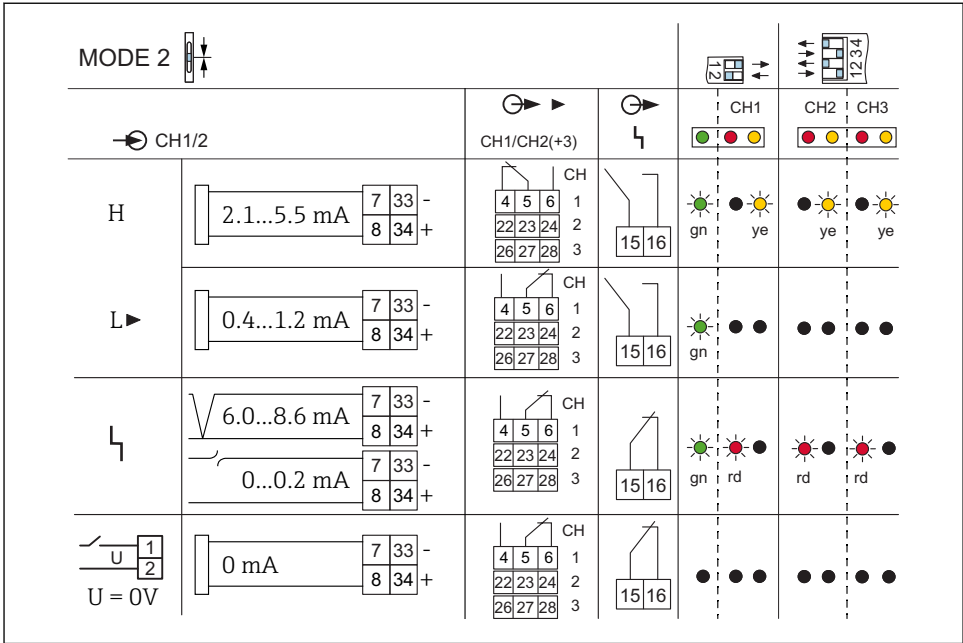 MODE 2
1 2
1 2 3 4
CH1 CH2 CH3
CH1/2
CH1/CH2(+3)
H
2.1...5.5 mA
7 33 -
8 34 +
CH
4 5 6 1
22 23 24 2
26 27 28 3
15 16
gn ye ye ye
L
0.4...1.2 mA
7 33 -
8 34 +
CH
4 5 6 1
22 23 24 2
26 27 28 3
15 16
gn
6.0...8.6 mA
7 33 -
8 34 +
0...0.2 mA
7 33 -
8 34 +
CH
4 5 6 1
22 23 24 2
26 27 28 3
15 16
gn rd rd rd
1
U
2
U = 0V
0 mA
7 33 -
8 34 +
CH
4 5 6 1
22 23 24 2
26 27 28 3
15 16